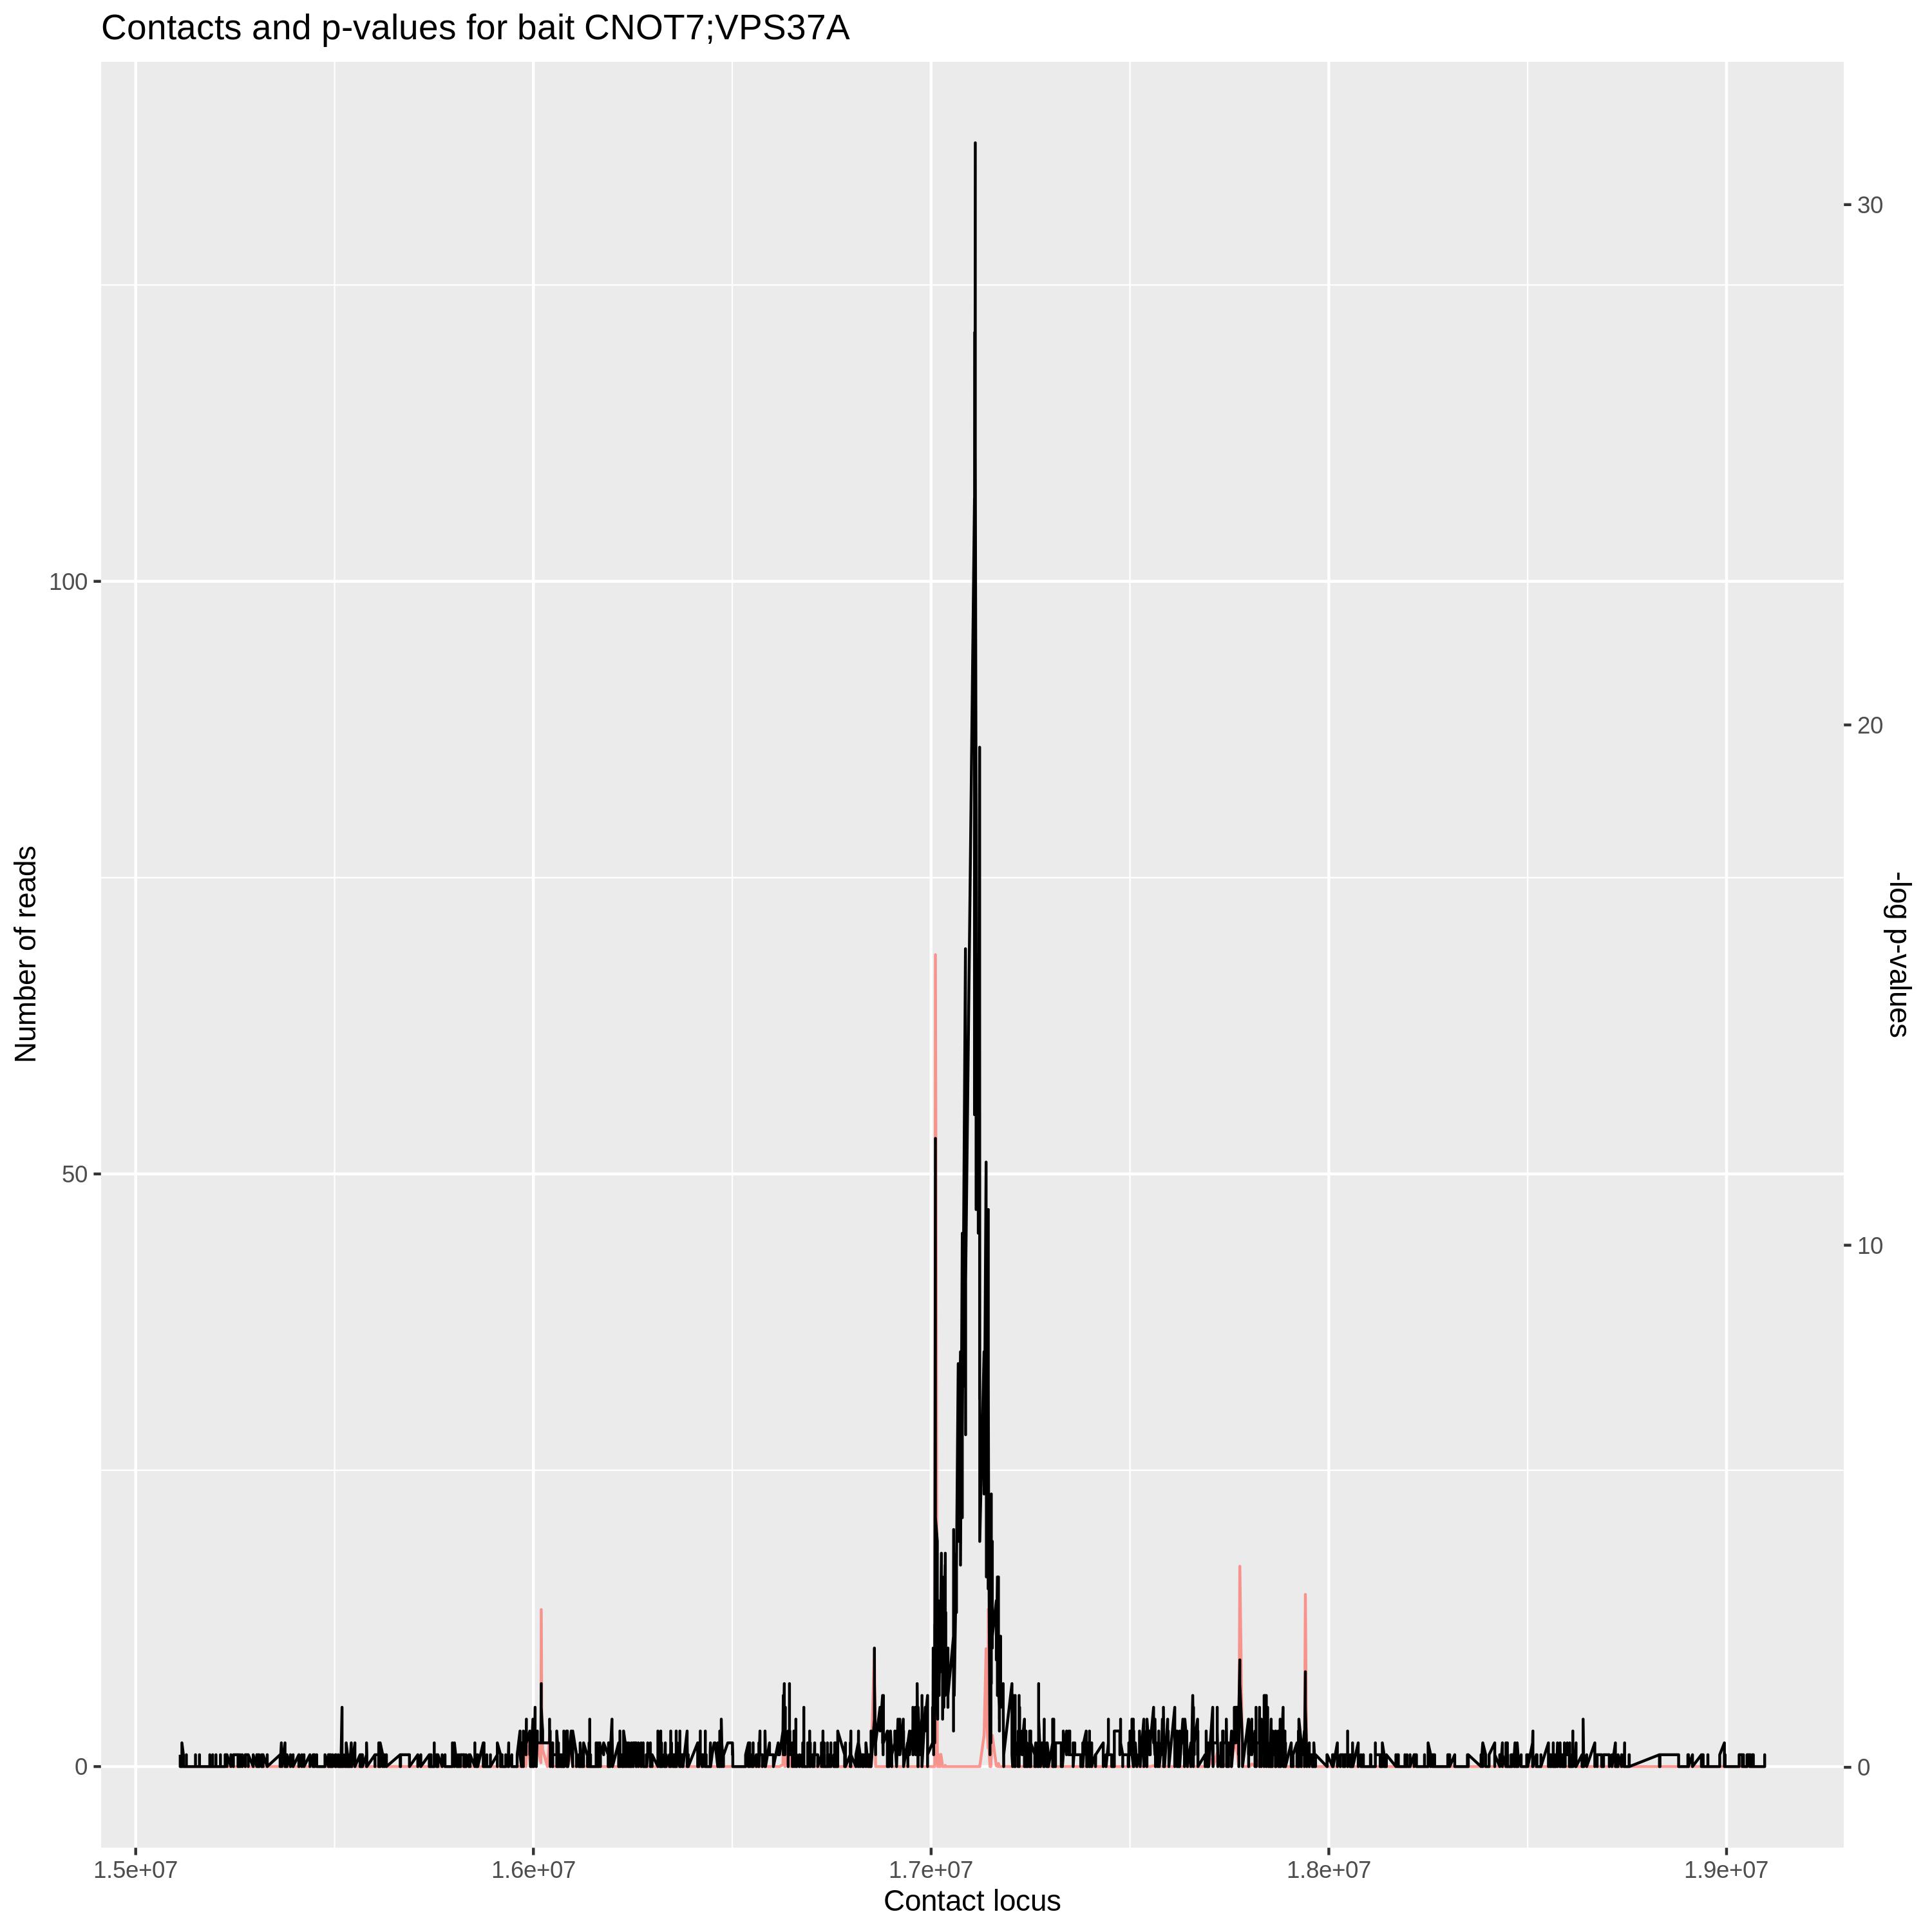 Contacts and p-values for bait CNOT7;VPS37A
Number of reads
100
50
0
30
20
10
0
-log p-values
1.5e+07
1.6e+07
1.7e+07
1.8e+07
1.9e+07
Contact locus